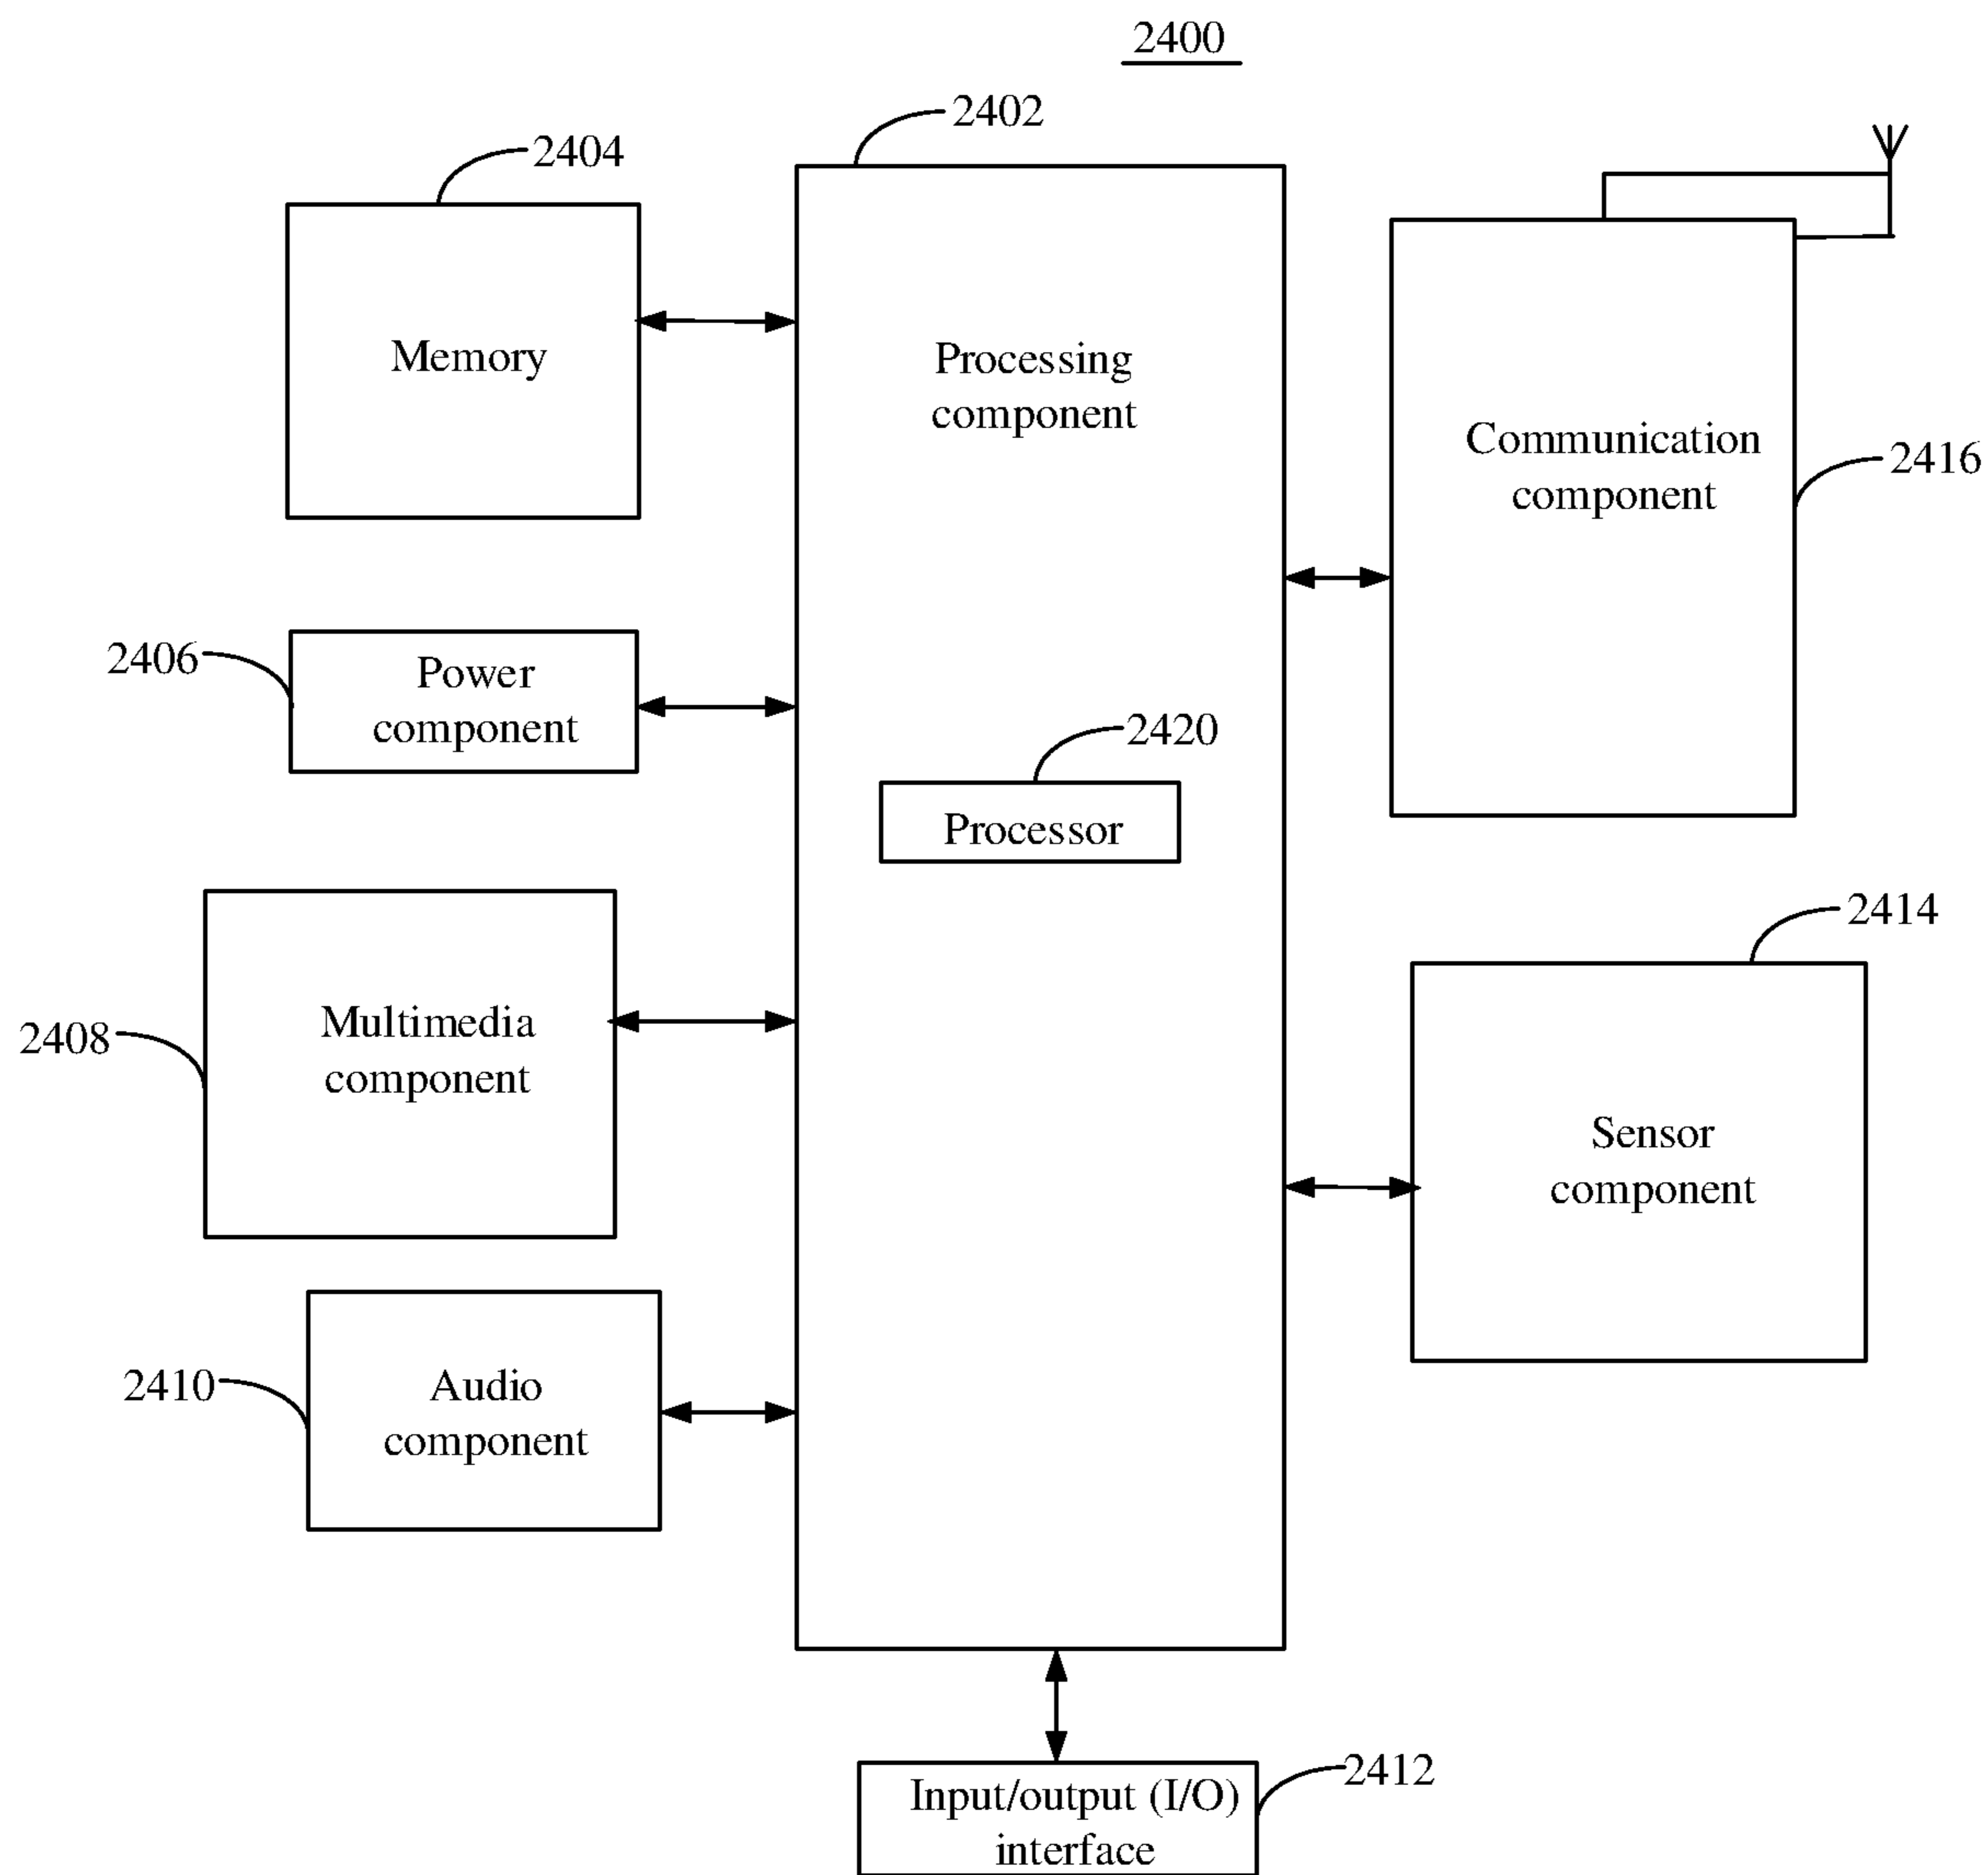 2400
2402
2404
Memory
Processing
component
Communication
component
2416
2406
Power
component
2420
Processor
2414
2408
Multimedia
component
Sensor
component
2410
Audio
component
2412
Input/output (I/O)
interface